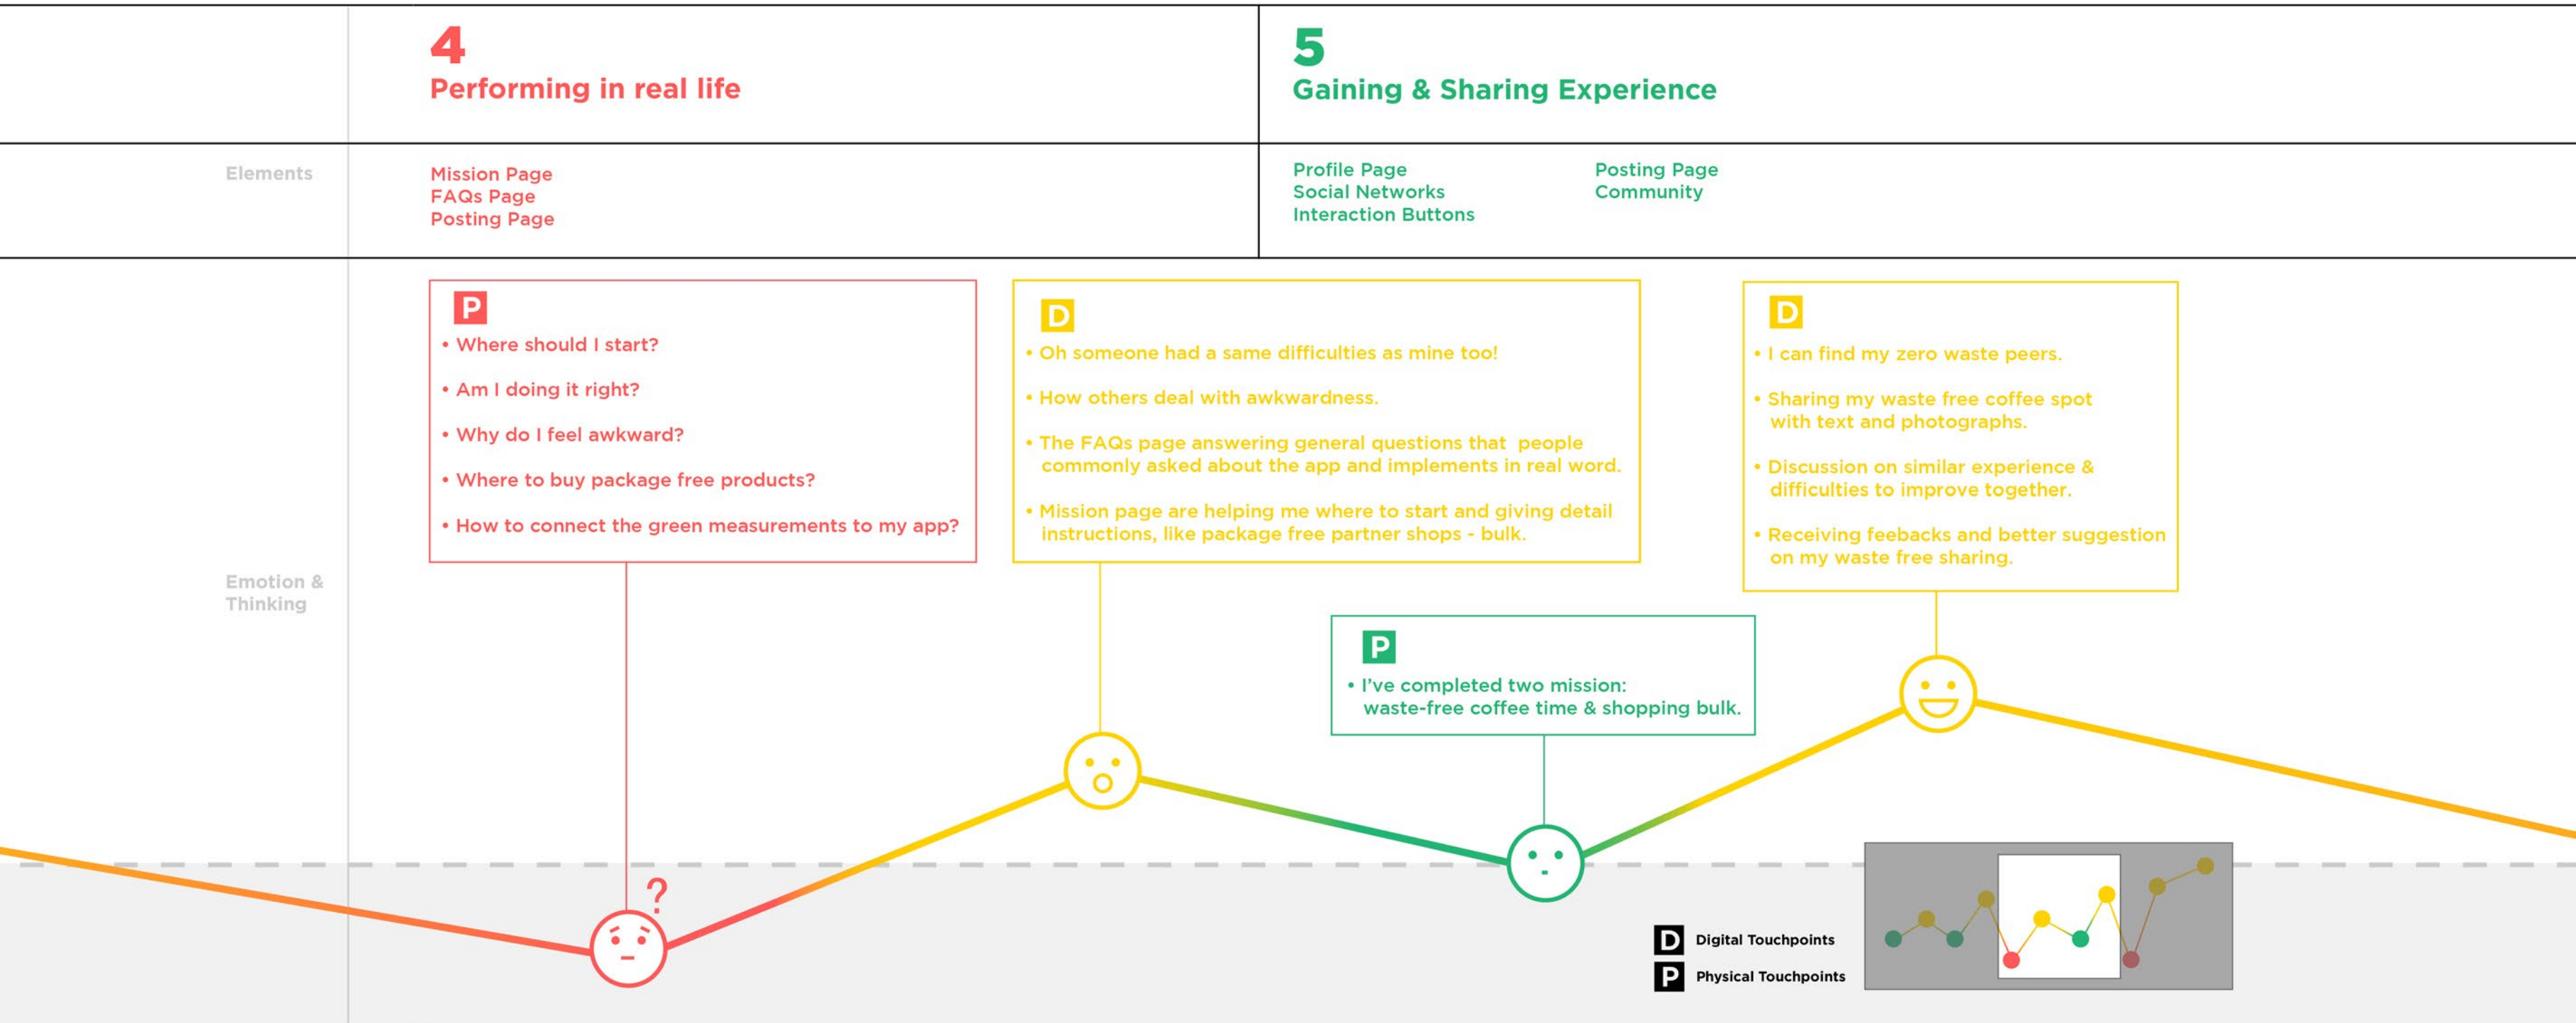 4
Performing in real life
5
Gaining & Sharing Experience
Elements
Mission Page
FAQs Page
Posting Page
Profile Page
Social Networks
Interaction Buttons
Posting Page
Community
Emotion &
Thinking
P
• Where should I start?
• Am I doing it right?
• Why do I feel awkward?
• Where to buy package free products?
• How to connect the green measurements to my app?
D
• Oh someone had a same difficulties as mine too!
• How others deal with awkwardness.
• The FAQs page answering general questions that people
commonly asked about the app and implements in real word.
• Mission page are helping me where to start and giving detail
instructions, like package free partner shops - bulk.
P
• I've completed two mission:
waste-free coffee time & shopping bulk.
D
• I can find my zero waste peers.
• Sharing my waste free coffee spot
with text and photographs.
• Discussion on similar experience &
difficulties to improve together.
• Receiving feebacks and better suggestion
on my waste free sharing.
?
D Digital Touchpoints
P Physical Touchpoints